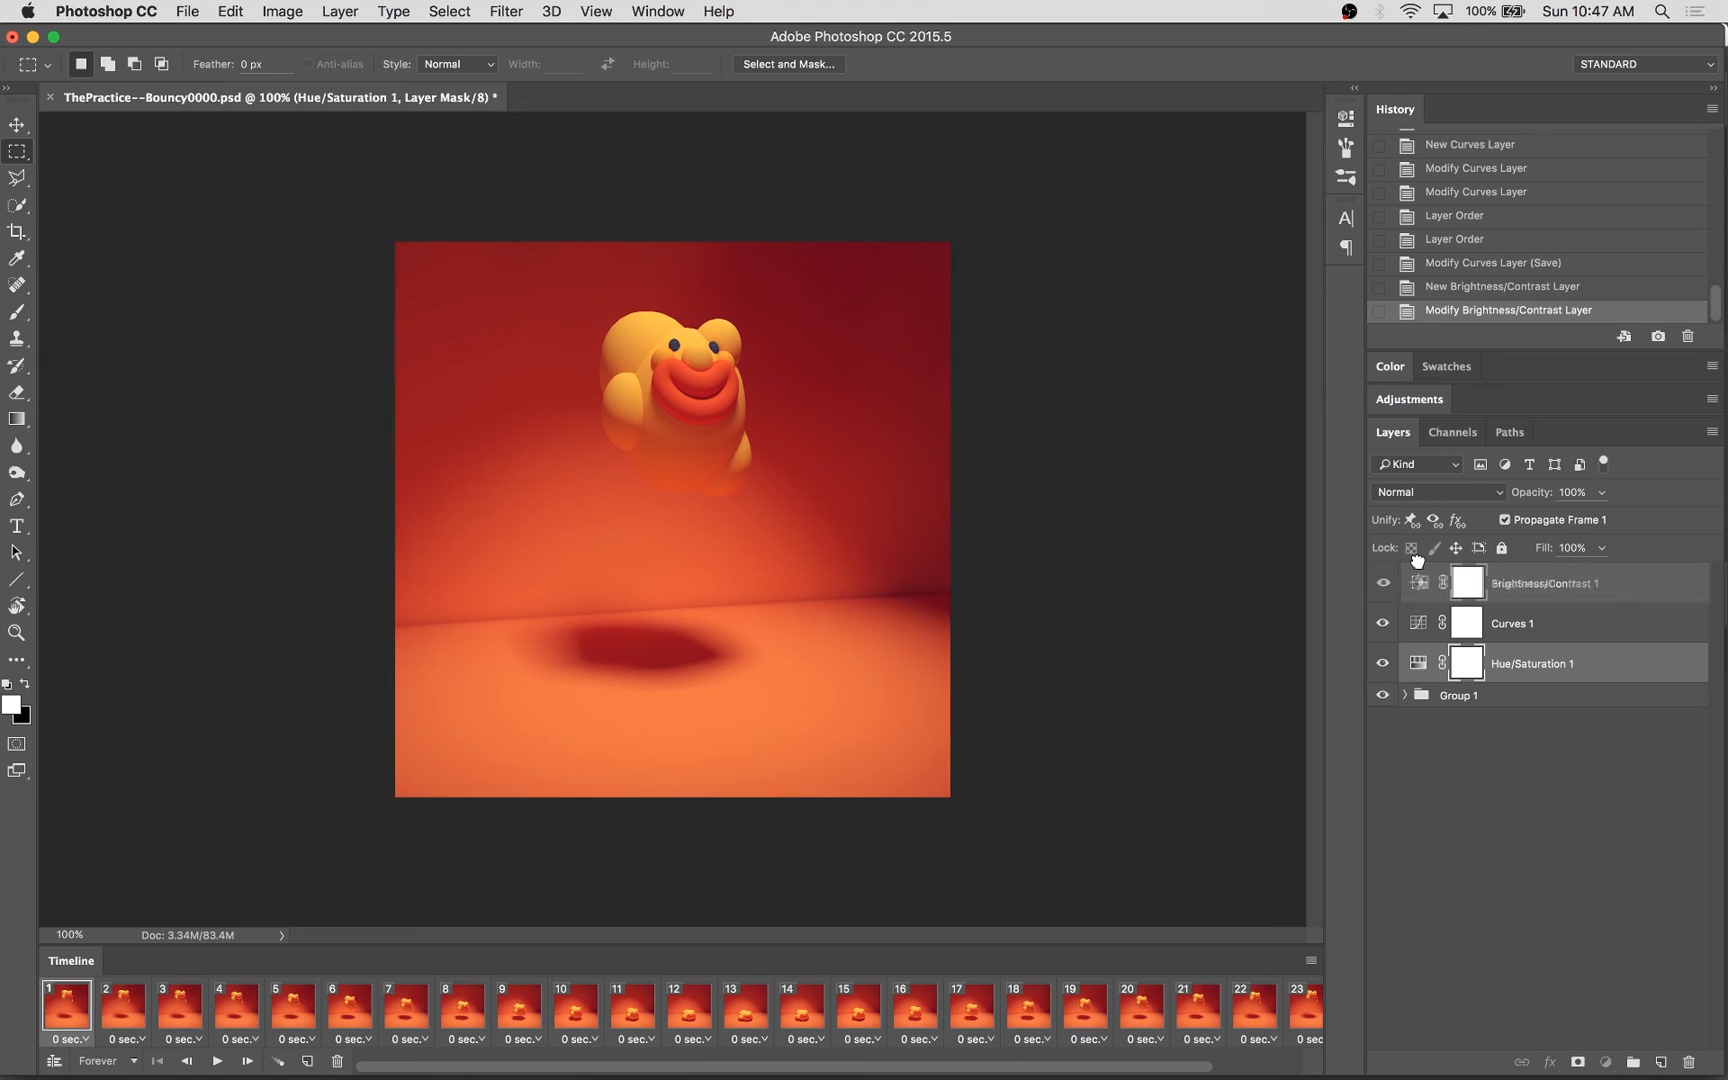 Photoshop CC File Edit Image Layer Type Select Filter 3D View Window Help 100% Sun 10:47 AM
Adobe Photoshop CC 2015.5
Feather: 0 px Anti-alias Style: Normal Width: Height: Select and Mask... STANDARD
ThePractice--Bouncy0000.psd @ 100% (Hue/Saturation 1, Layer Mask/8) *
History
New Curves Layer
Modify Curves Layer
Modify Curves Layer
Layer Order
Layer Order
Modify Curves Layer (Save)
New Brightness/Contrast Layer
Modify Brightness/Contrast Layer
Color Swatches
Adjustments
Layers Channels Paths
Kind
Normal Opacity: 100%
Unify: Propagate Frame 1
Lock: Fill: 100%
Brightness/Contrast 1
Curves 1
Hue/Saturation 1
Group 1
100% Doc: 3.34M/83.4M
Timeline
1 2 3 4 5 6 7 8 9 10 11 12 13 14 15 16 17 18 19 20 21 22 23
0 sec. 0 sec. 0 sec. 0 sec. 0 sec. 0 sec. 0 sec. 0 sec. 0 sec. 0 sec. 0 sec. 0 sec. 0 sec. 0 sec. 0 sec. 0 sec. 0 sec. 0 sec. 0 sec. 0 sec. 0 sec. 0 sec. 0 sec.
Forever